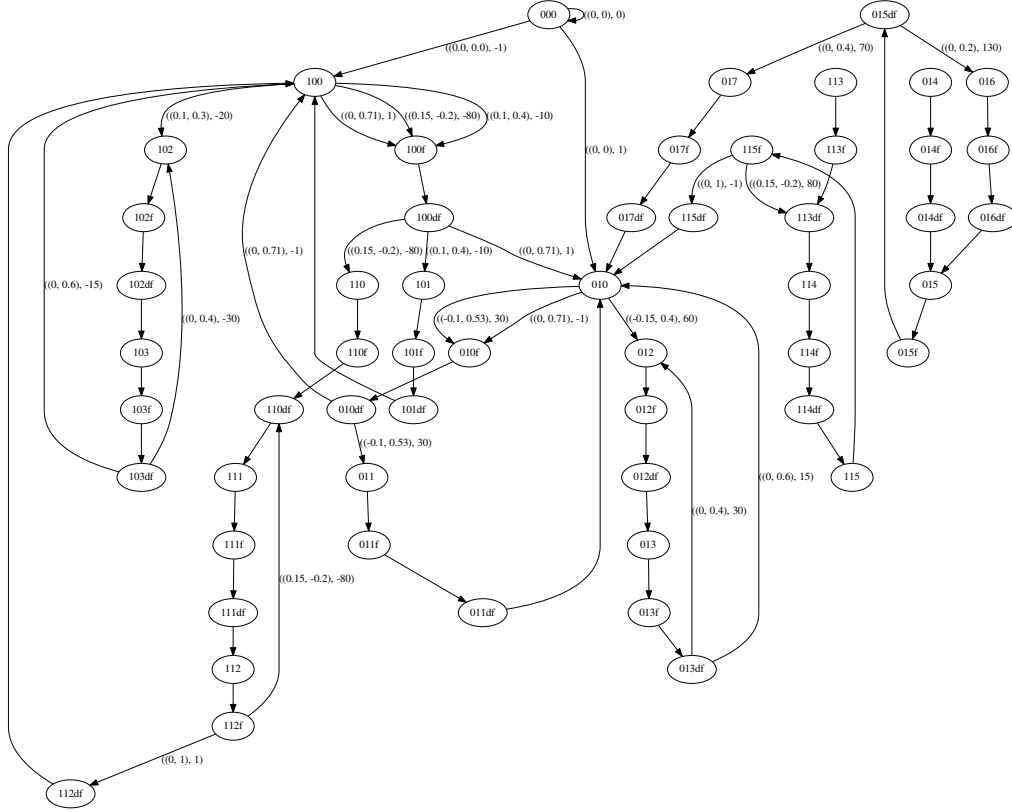 000
((0, 0), 0)
015df
((0.0, 0.0), -1)
((0, 0.4), 70)
((0, 0.2), 130)
100
017
113
014
016
((0.1, 0.3), -20)
((0, 0.71), 1)
((0.15, -0.2), -80)
((0.1, 0.4), -10)
((0, 0), 1)
102
100f
017f
115f
113f
014f
016f
((0, 1), -1)
((0.15, -0.2), 80)
102f
100df
017df
115df
113df
014df
016df
((0, 0.71), -1)
((0.15, -0.2), -80)
((0.1, 0.4), -10)
((0, 0.71), 1)
((0, 0.6), -15)
102df
110
101
010
114
015
((0, 0.4), -30)
((-0.1, 0.53), 30)
((0, 0.71), -1)
((-0.15, 0.4), 60)
103
110f
101f
010f
012
114f
015f
103f
110df
010df
101df
012f
114df
((-0.1, 0.53), 30)
103df
111
011
012df
((0, 0.6), 15)
115
((0, 0.4), 30)
111f
011f
013
((0.15, -0.2), -80)
111df
011df
013f
112
013df
112f
((0, 1), 1)
112df